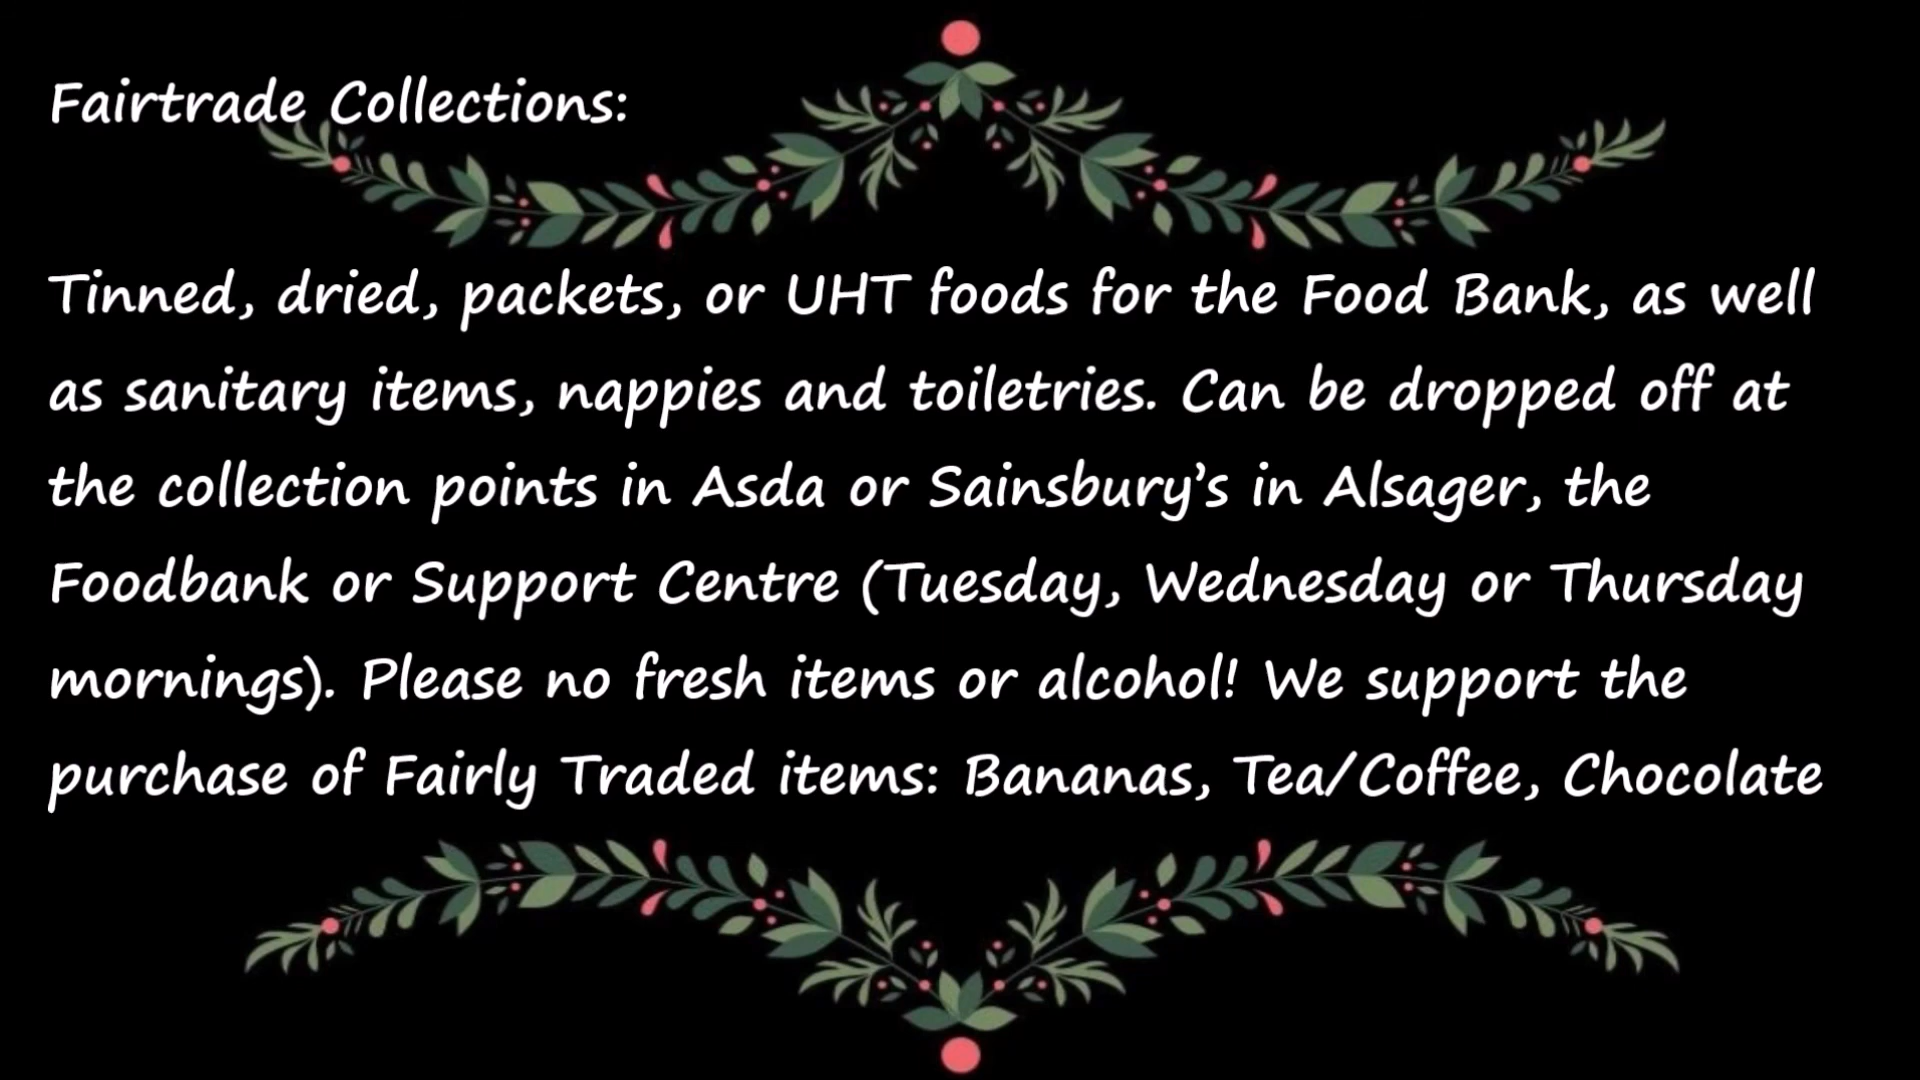 Fairtrade Collections:
Tinned, dried, packets, or UHT foods for the Food Bank, as well
as sanitary items, nappies and toiletries. Can be dropped off at
the collection points in Asda or Sainsbury’s in Alsager, the
Foodbank or Support Centre (Tuesday, Wednesday or Thursday
mornings). Please no fresh items or alcohol! We support the
purchase of Fairly Traded items: Bananas, Tea/Coffee, Chocolate